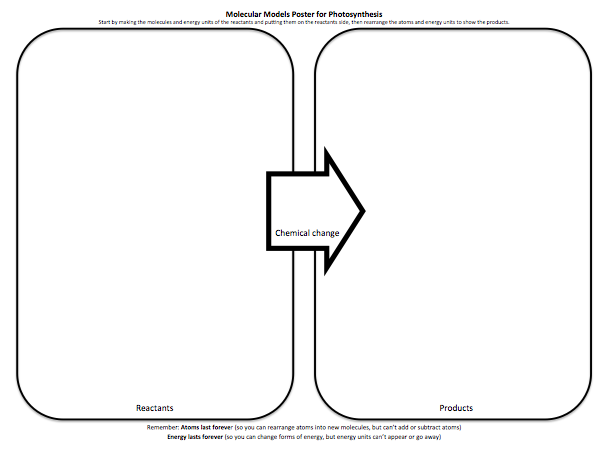 Molecular Models Poster for Photosynthesis
Start by making the molecules and energy units of the reactants and putting them on the reactants side, then rearrange the atoms and energy units to show the products.
Chemical change
Reactants
Products
Remember: Atoms last forever (so you can rearrange atoms into new molecules, but can't add or subtract atoms)
Energy lasts forever (so you can change forms of energy, but energy units can't appear or go away)